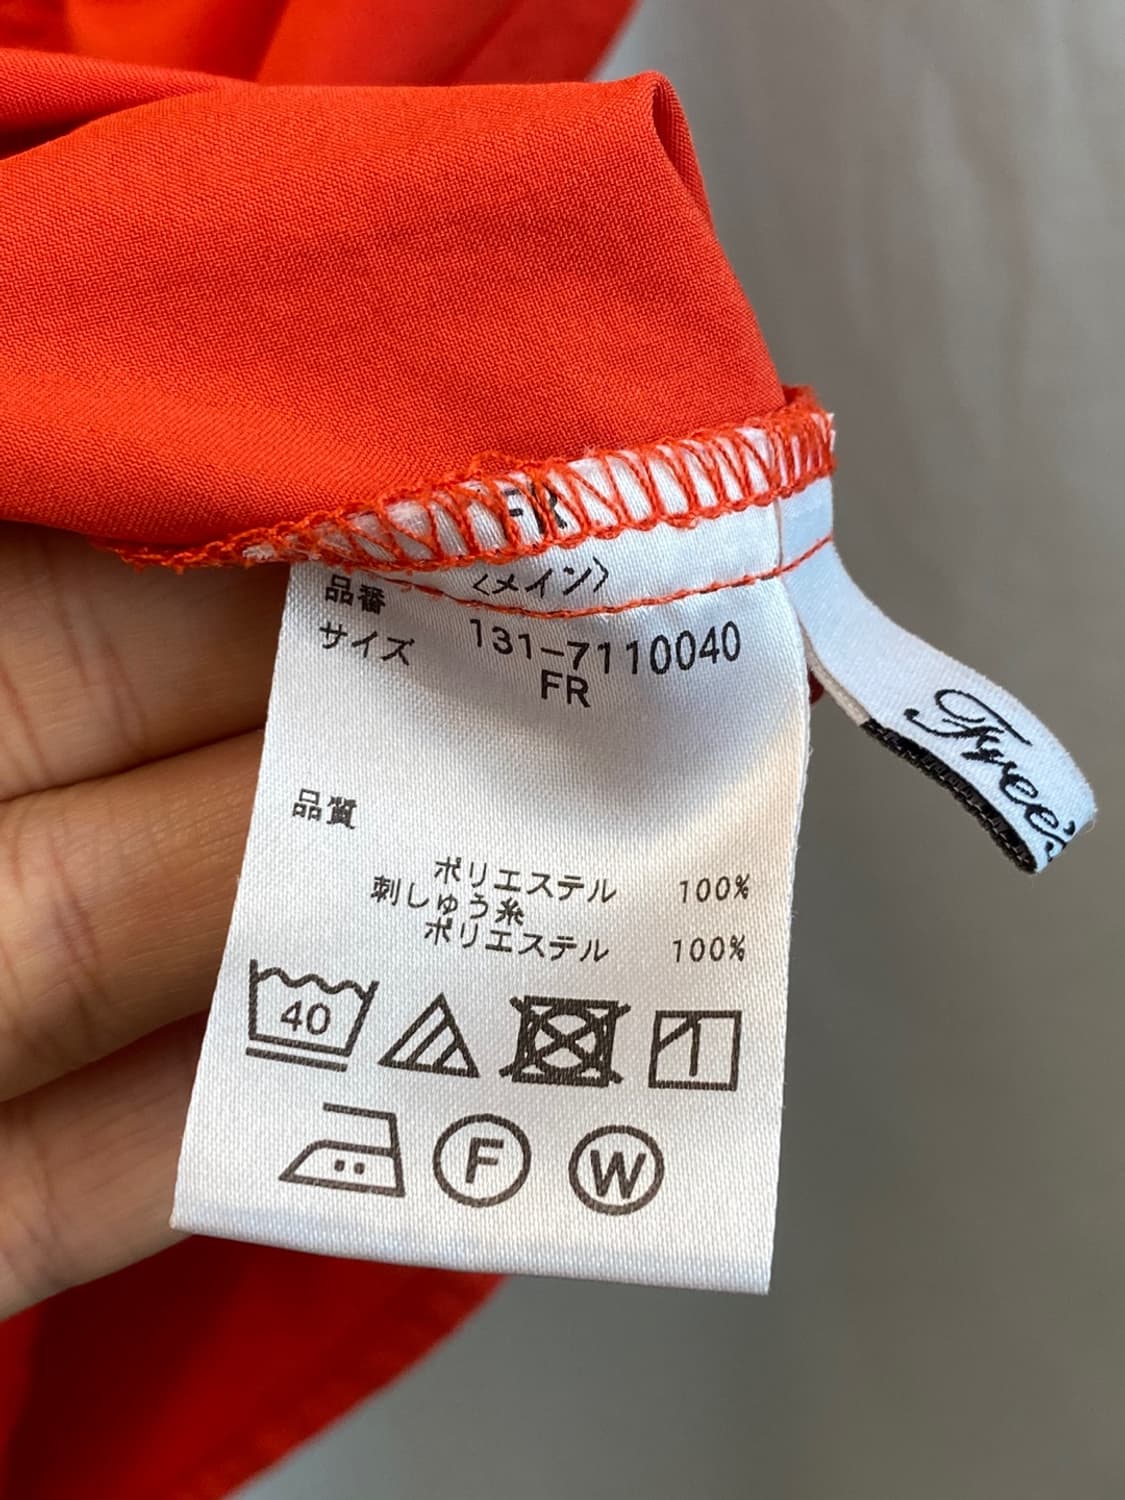 FR
〈メイン〉
品番 131-7110040
サイズ FR
品質
ポリエステル 100%
刺しゅう糸
ポリエステル 100%
40
F W